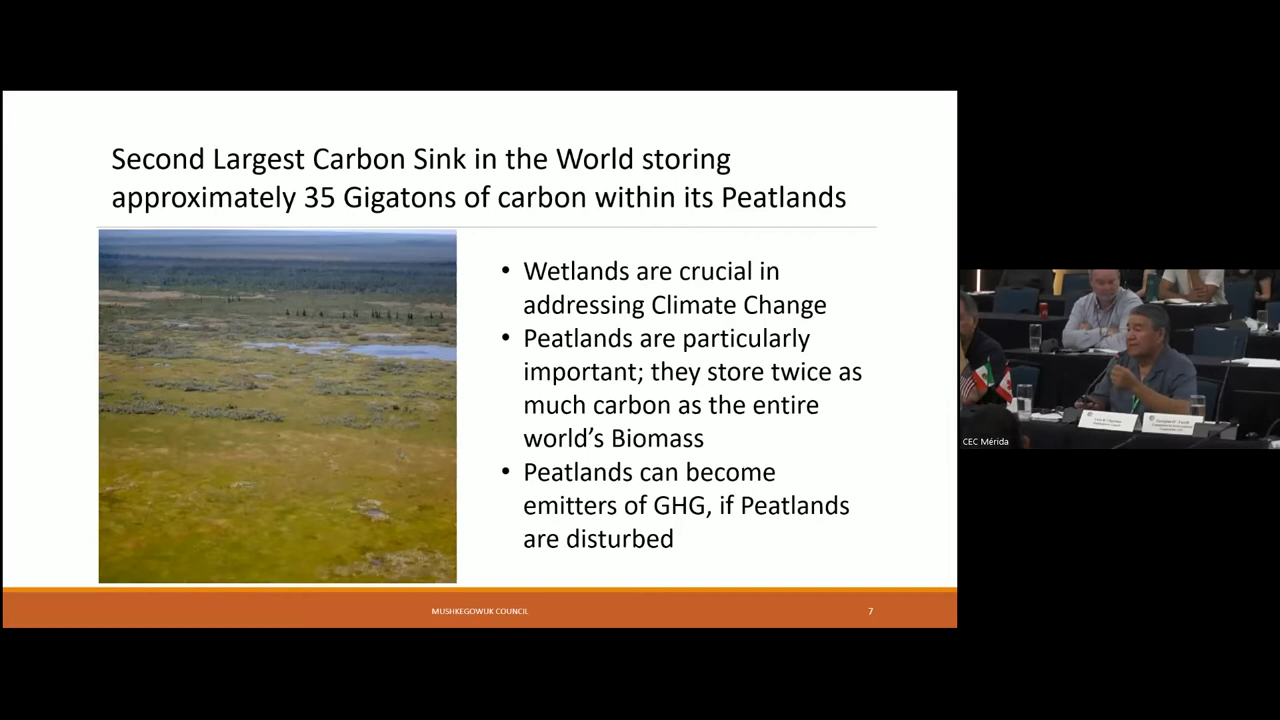 Second Largest Carbon Sink in the World storing
approximately 35 Gigatons of carbon within its Peatlands
• Wetlands are crucial in
addressing Climate Change
• Peatlands are particularly
important; they store twice as
much carbon as the entire
world’s Biomass
• Peatlands can become
emitters of GHG, if Peatlands
are disturbed
MUSHKEGOWUK COUNCIL
7
CEC Mérida